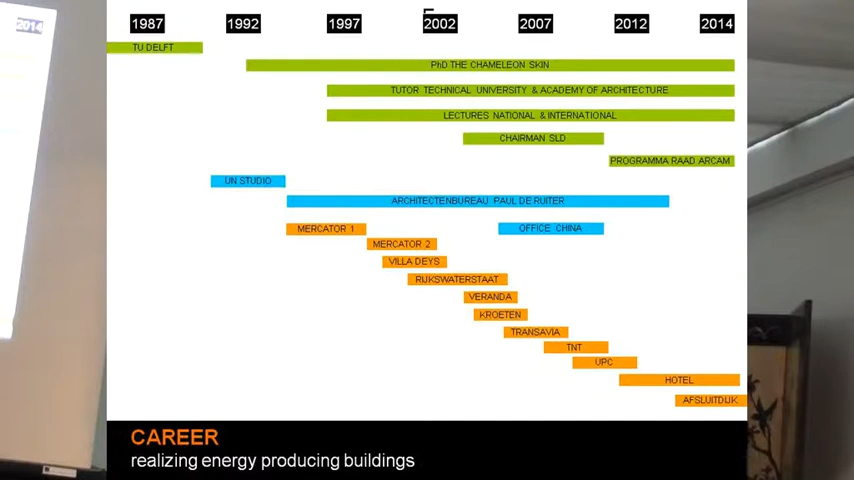 2014
1987 1992 1997 2002 2007 2012 2014
TU DELFT
PhD THE CHAMELEON SKIN
TUTOR TECHNICAL UNIVERSITY & ACADEMY OF ARCHITECTURE
LECTURES NATIONAL & INTERNATIONAL
CHAIRMAN SLD
PROGRAMMA RAAD ARCAM
UN STUDIO
ARCHITECTENBUREAU PAUL DE RUITER
MERCATOR 1 OFFICE CHINA
MERCATOR 2
VILLA DEYS
RIJKSWATERSTAAT
VERANDA
KROETEN
TRANSAVIA
TNT
UPC
HOTEL
AFSLUITDIJK
CAREER
realizing energy producing buildings